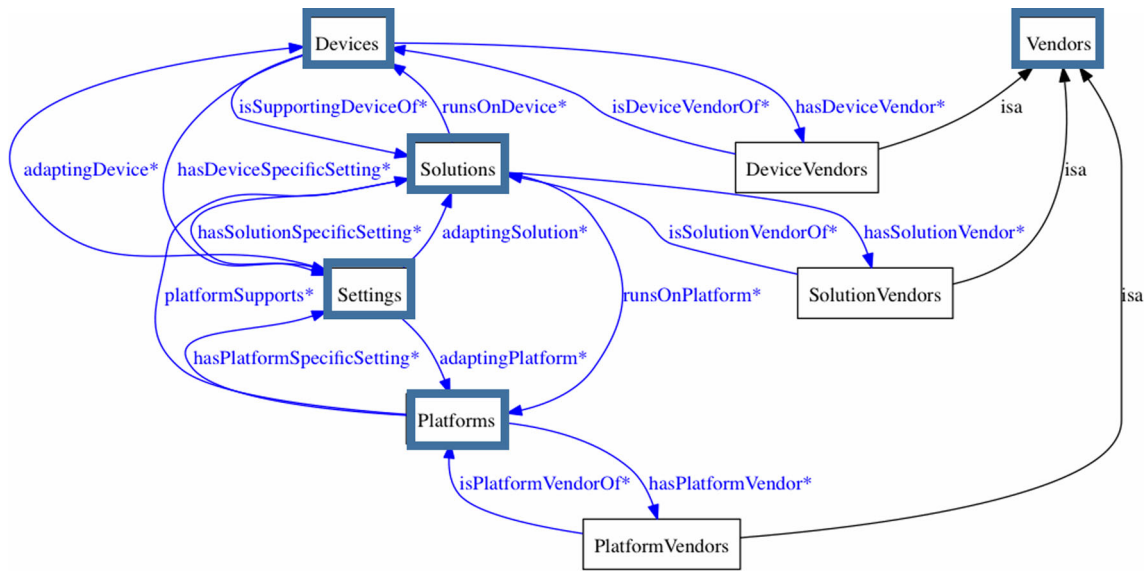 Devices
Vendors
isSupportingDeviceOf*
runsOnDevice*
isDeviceVendorOf*
hasDeviceVendor*
isa
adaptingDevice*
hasDeviceSpecificSetting*
Solutions
DeviceVendors
isa
hasSolutionSpecificSetting*
adaptingSolution*
isSolutionVendorOf*
hasSolutionVendor*
platformSupports*
Settings
runsOnPlatform*
SolutionVendors
isa
hasPlatformSpecificSetting*
adaptingPlatform*
Platforms
isPlatformVendorOf*
hasPlatformVendor*
PlatformVendors